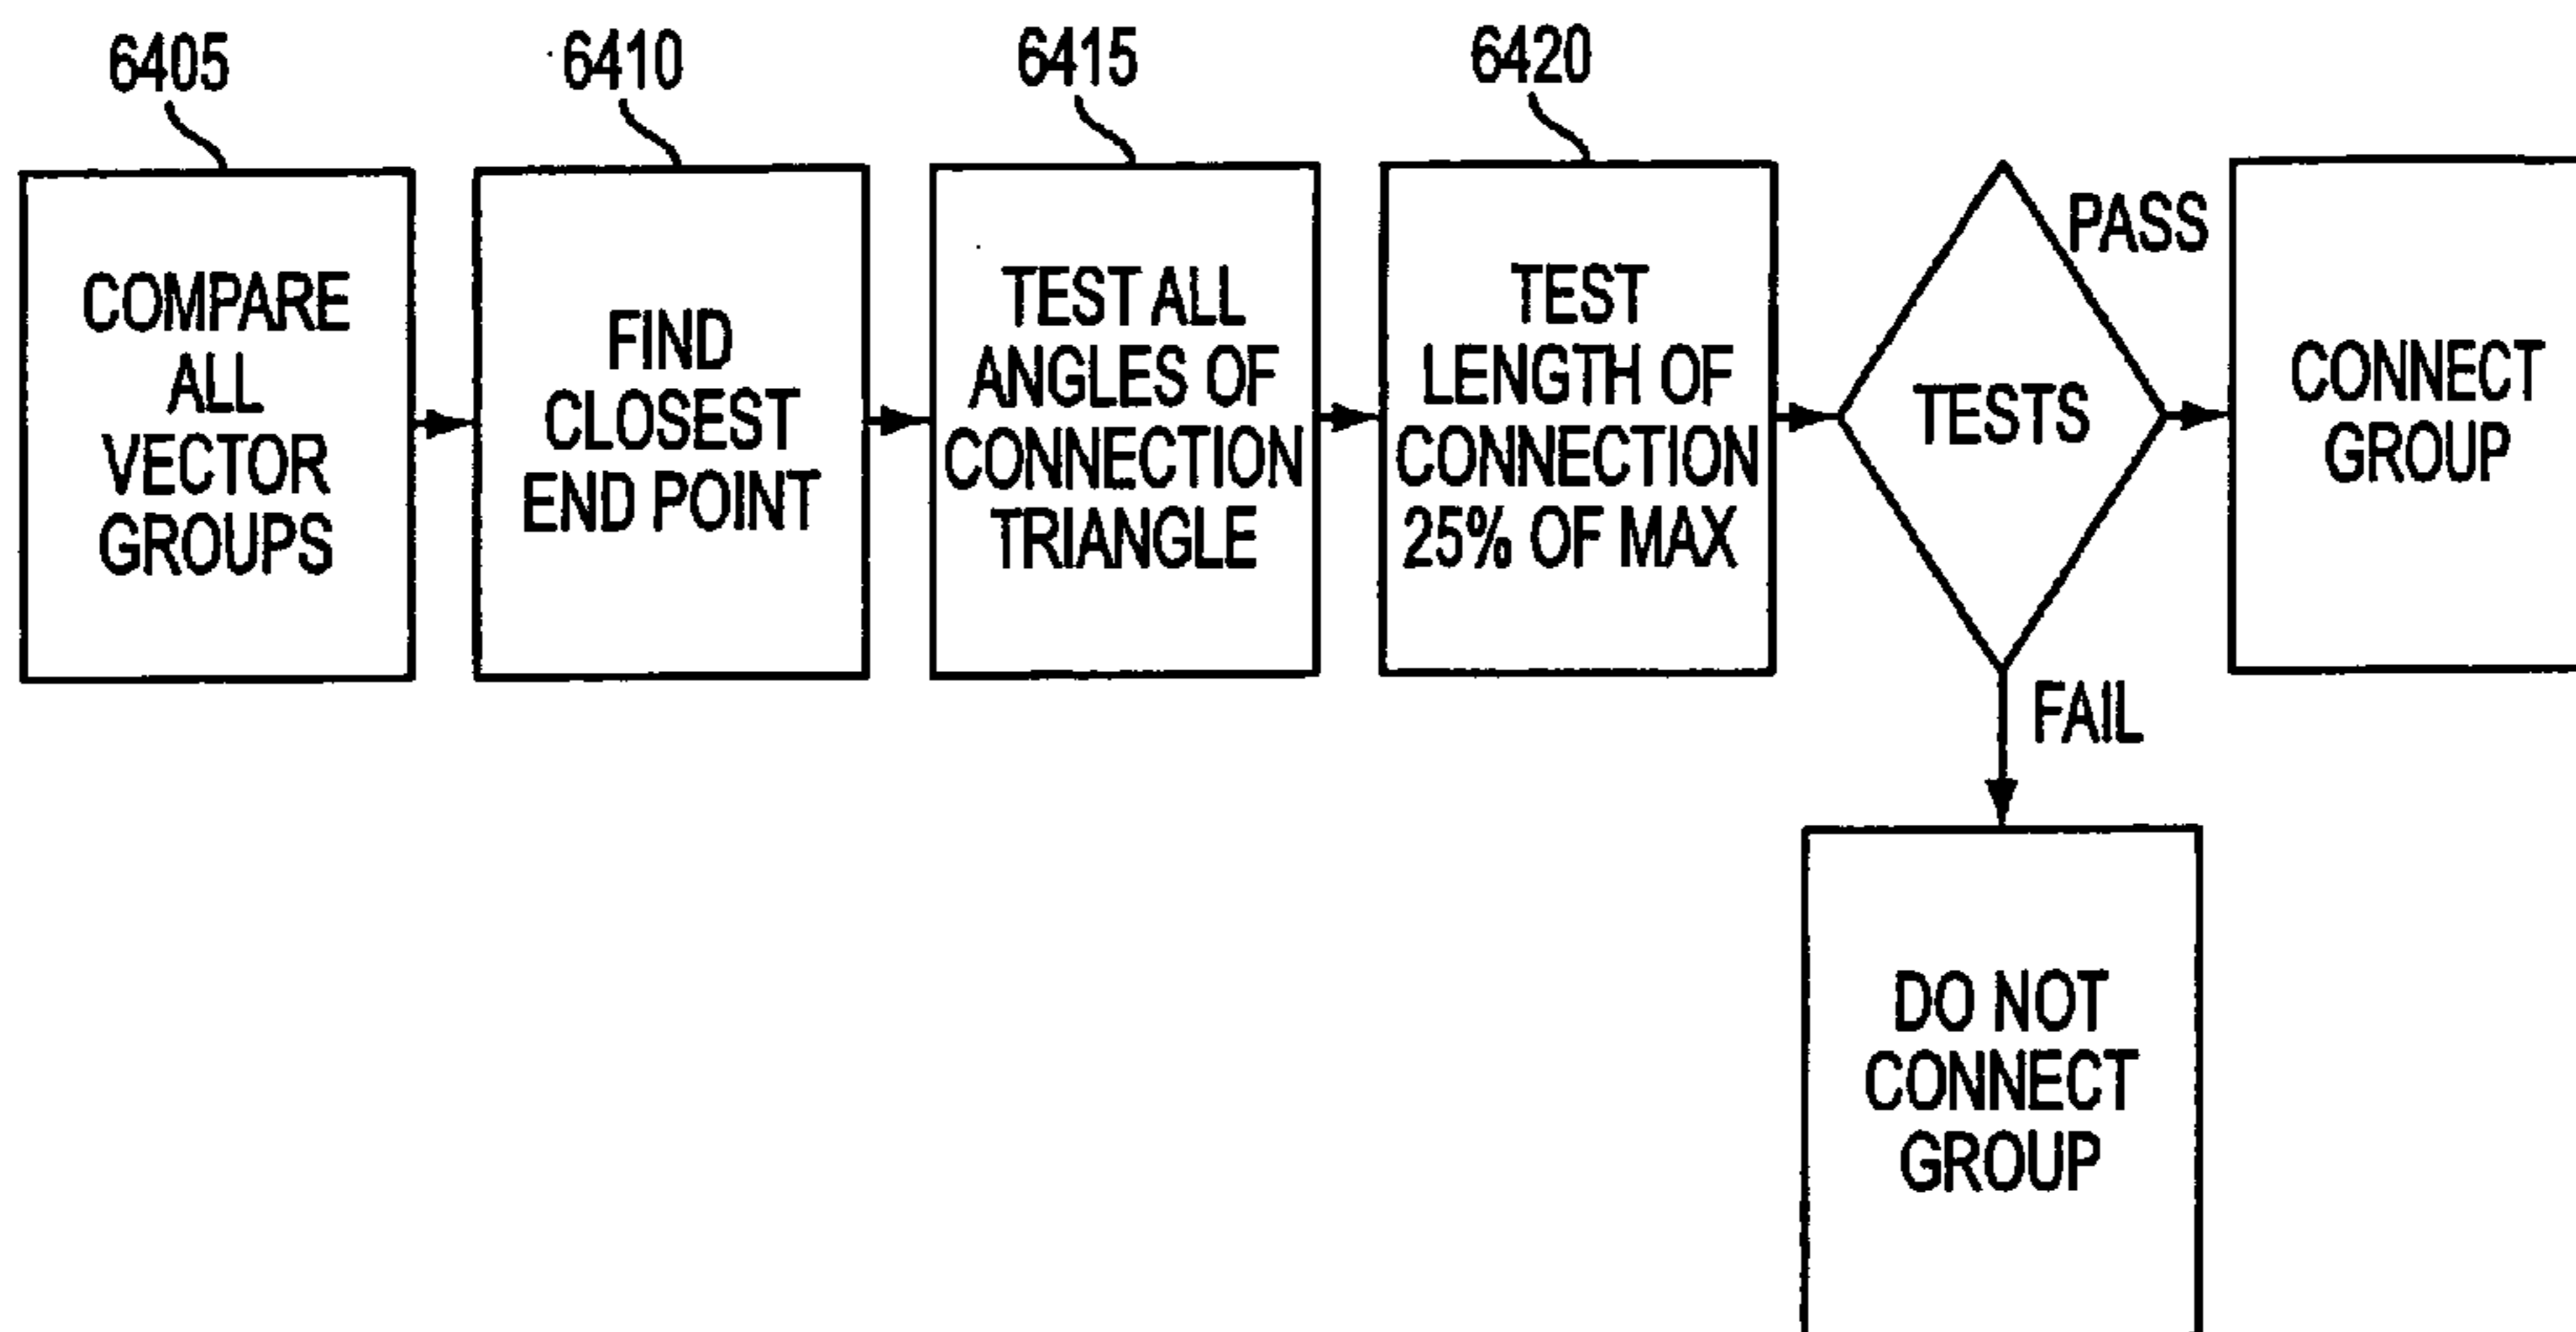 6405
6410
6415
6420
COMPARE
ALL
VECTOR
GROUPS
FIND
CLOSEST
END POINT
TEST ALL
ANGLES OF
CONNECTION
TRIANGLE
TEST
LENGTH OF
CONNECTION
25% OF MAX
TESTS
PASS
CONNECT
GROUP
FAIL
DO NOT
CONNECT
GROUP